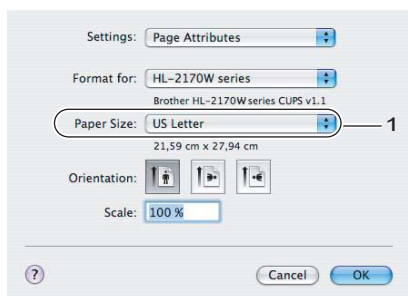 Settings: Page Attributes
Format for: HL-2170W series
Brother HL-2170W series CUPS v1.1
Paper Size: US Letter 1
21,59 cm x 27,94 cm
Orientation:
Scale: 100 %
? Cancel OK